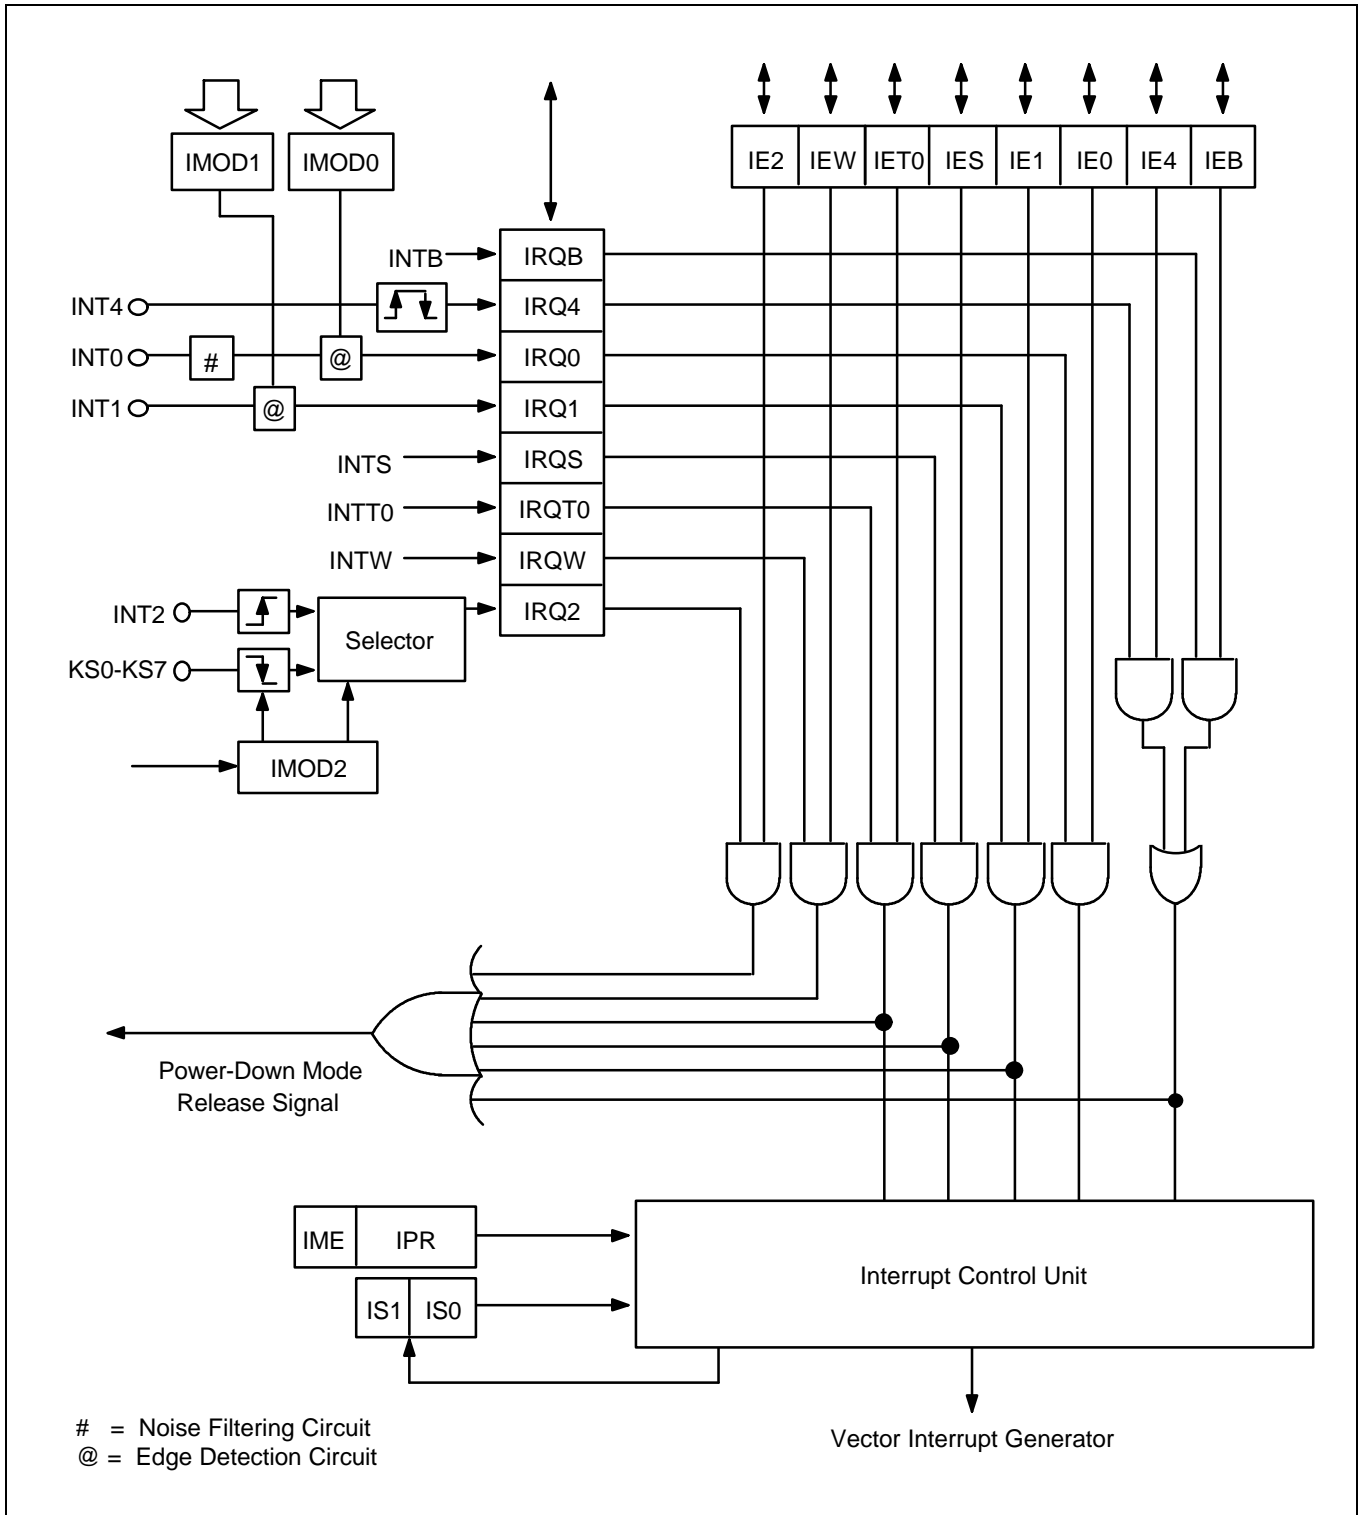 IMOD1 IMOD0
IE2 IEW IET0 IES IE1 IE0 IE4 IEB
INTB IRQB
INT4 IRQ4
INT0 # @ IRQ0
INT1 @ IRQ1
INTS IRQS
INTT0 IRQT0
INTW IRQW
INT2 IRQ2
Selector
KS0-KS7
IMOD2
Power-Down Mode
Release Signal
IME IPR
Interrupt Control Unit
IS1 IS0
# = Noise Filtering Circuit
@ = Edge Detection Circuit
Vector Interrupt Generator